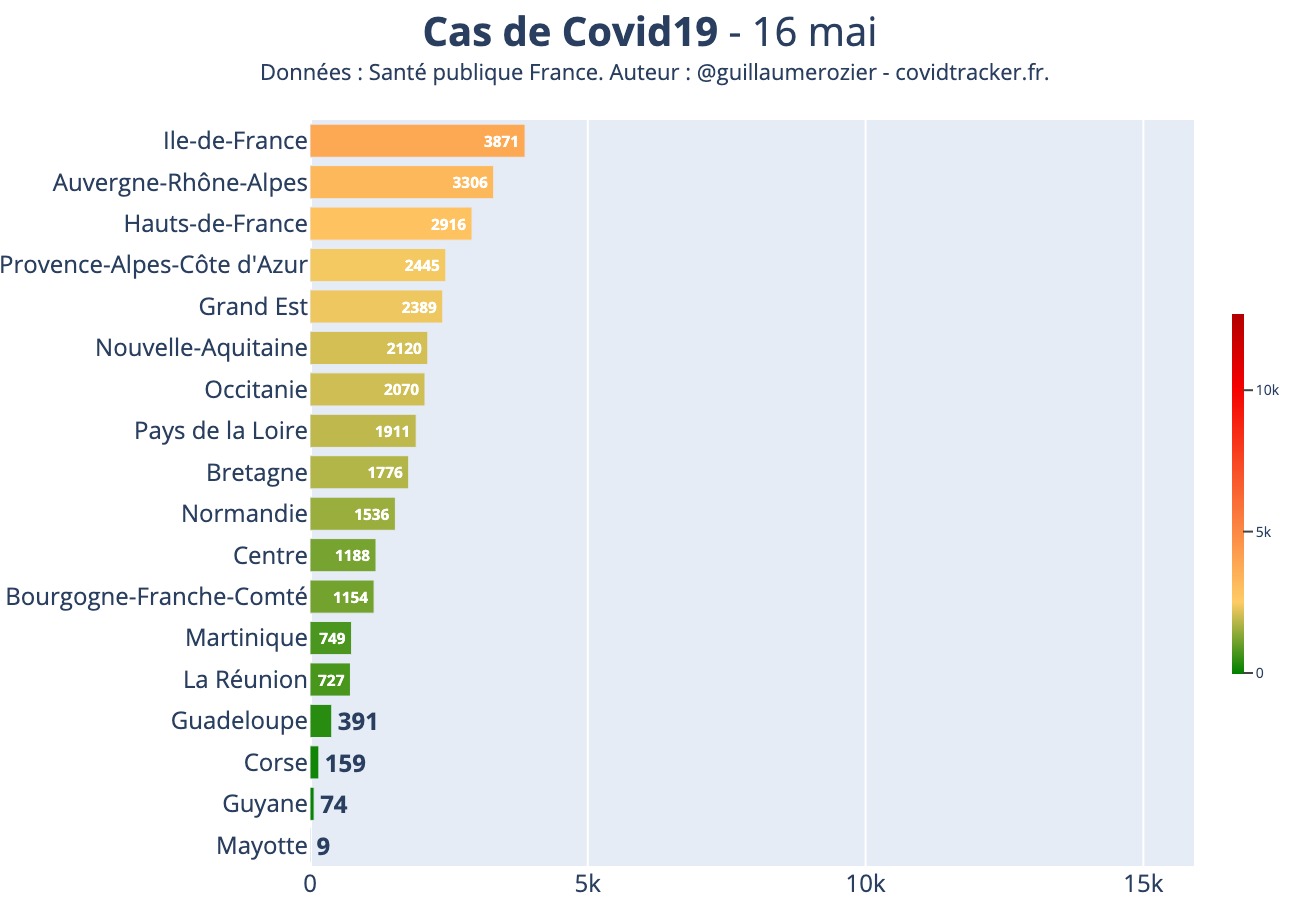 Cas de Covid19 - 16 mai
Données : Santé publique France. Auteur : @guillaumerozier - covidtracker.fr.
Ile-de-France 3871
Auvergne-Rhône-Alpes 3306
Hauts-de-France 2916
Provence-Alpes-Côte d'Azur 2445
Grand Est 2389
Nouvelle-Aquitaine 2120
Occitanie 2070
Pays de la Loire 1911
Bretagne 1776
Normandie 1536
Centre 1188
Bourgogne-Franche-Comté 1154
Martinique 749
La Réunion 727
Guadeloupe 391
Corse 159
Guyane 74
Mayotte 9
0 5k 10k 15k
10k
5k
0